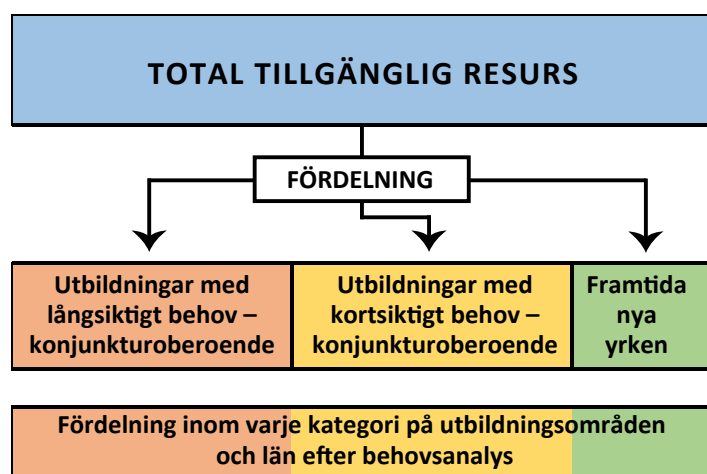 TOTAL TILLGÄNGLIG RESURS
FÖRDELNING
Utbildningar med
långsiktigt behov –
konjunkturoberoende
Utbildningar med
kortsiktigt behov –
konjunkturoberoende
Framtida
nya
yrken
Fördelning inom varje kategori på utbildningsområden
och län efter behovsanalys